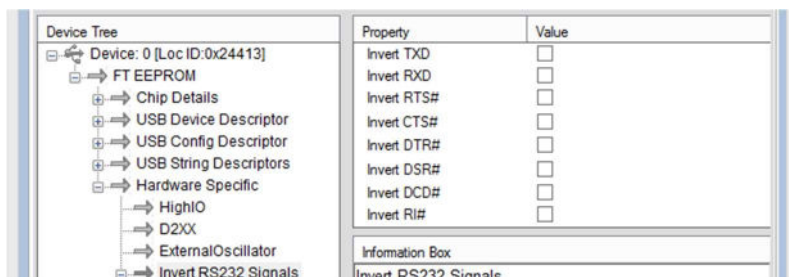 Device Tree
Device: 0 [Loc ID:0x24413]
FT EEPROM
Chip Details
USB Device Descriptor
USB Config Descriptor
USB String Descriptors
Hardware Specific
HighIO
D2XX
ExternalOscillator
Invert RS232 Signals
Property Value
Invert TXD
Invert RXD
Invert RTS#
Invert CTS#
Invert DTR#
Invert DSR#
Invert DCD#
Invert RI#
Information Box
Invert RS232 Signals